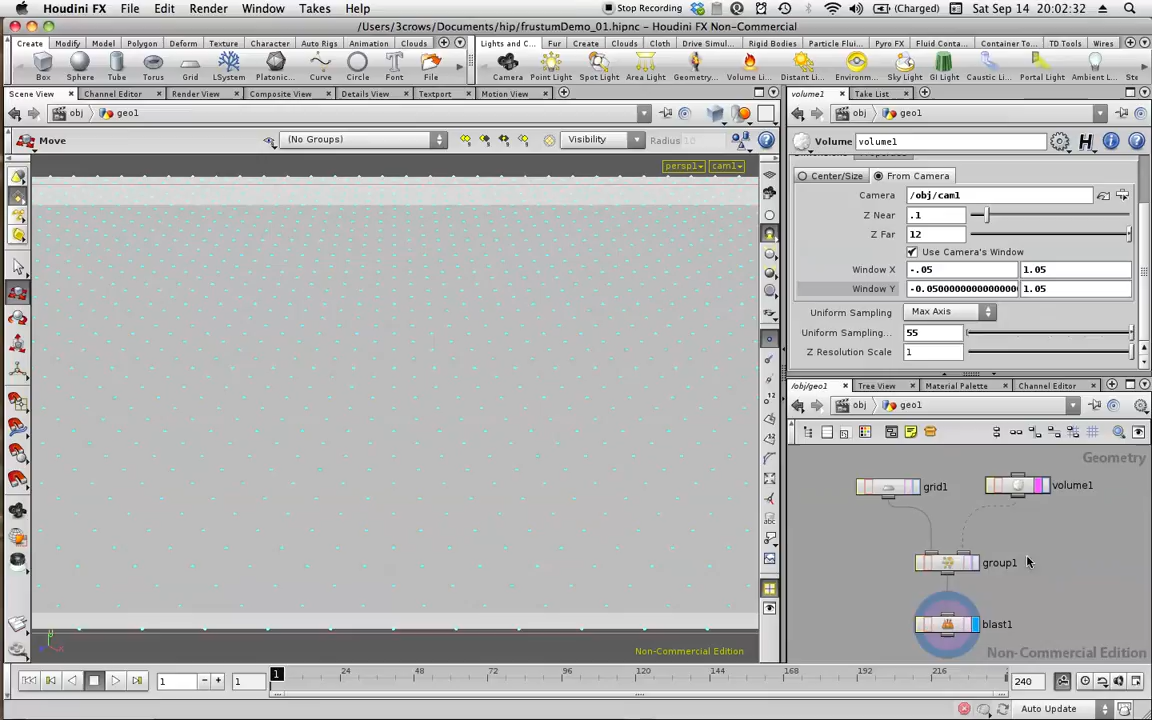 Houdini FX File Edit Render Window Takes Help Stop Recording (Charged) Sat Sep 14 20:02:32
/Users/3crows/Documents/hip/frustumDemo_01.hipnc - Houdini FX Non-Commercial
Create Modify Model Polygon Deform Texture Character Auto Rigs Animation Clouds
Lights and C... Fur Create Clouds Cloth Drive Simul... Rigid Bodies Particle Flui... Pyro FX Fluid Conta... Container To... TD Tools Wires
Box Sphere Tube Torus Grid LSystem Platonic... Curve Circle Font File
Camera Point Light Spot Light Area Light Geometry... Volume Li... Distant Li... Environm... Sky Light GI Light Caustic Li... Portal Light Ambient L... Ste
Scene View Channel Editor Render View Composite View Details View Textport Motion View
volume1 Take List
obj geo1
obj geo1
Move (No Groups) Visibility Radius 10
Volume volume1
persp1 cam1
Center/Size From Camera
Camera /obj/cam1
Z Near .1
Z Far 12
Use Camera's Window
Window X -.05 1.05
Window Y -0.0500000000000000 1.05
Uniform Sampling Max Axis
Uniform Sampling... 55
Z Resolution Scale 1
/obj/geo1 Tree View Material Palette Channel Editor
obj geo1
Geometry
grid1
volume1
group1
blast1
Non-Commercial Edition
Non-Commercial Edition
1 1 1 24 48 72 96 120 144 168 192 216 240
Auto Update